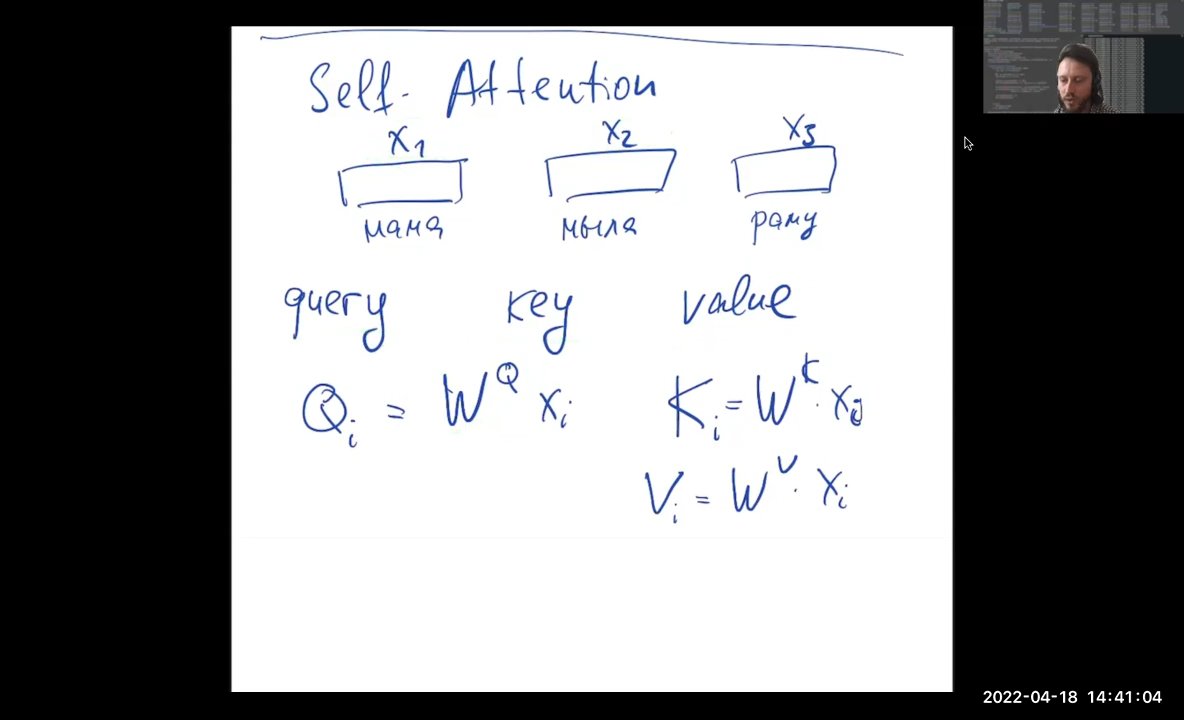 Self-Attention
x₁ x₂ x₃
мама мыла раму
query key value
Qᵢ = W^Q xᵢ Kᵢ = W^K · xᵢ
Vᵢ = W^V · xᵢ
2022-04-18 14:41:04